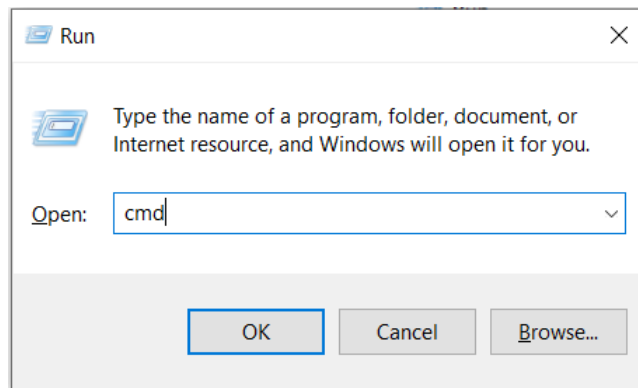 Run
Type the name of a program, folder, document, or
Internet resource, and Windows will open it for you.
Open: cmd
OK Cancel Browse...